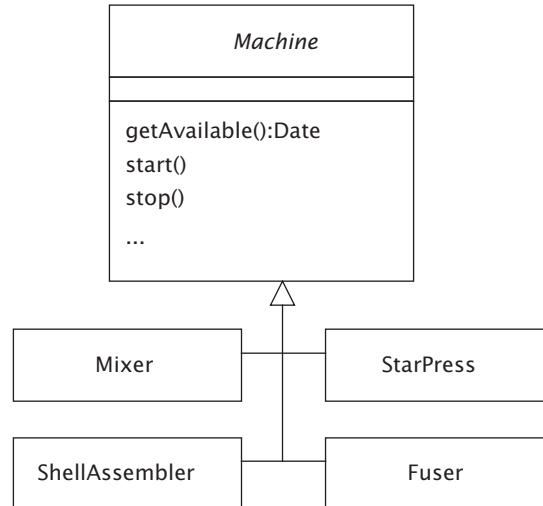 Machine
getAvailable():Date
start()
stop()
...
Mixer
StarPress
ShellAssembler
Fuser